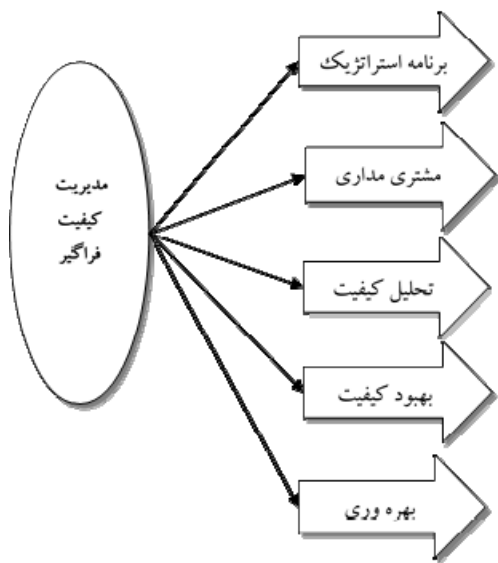 برنامه استراتژیک
مشتری مداری
مدیریت
کیفیت
فراگیر
تحلیل کیفیت
بهبود کیفیت
بهره وری